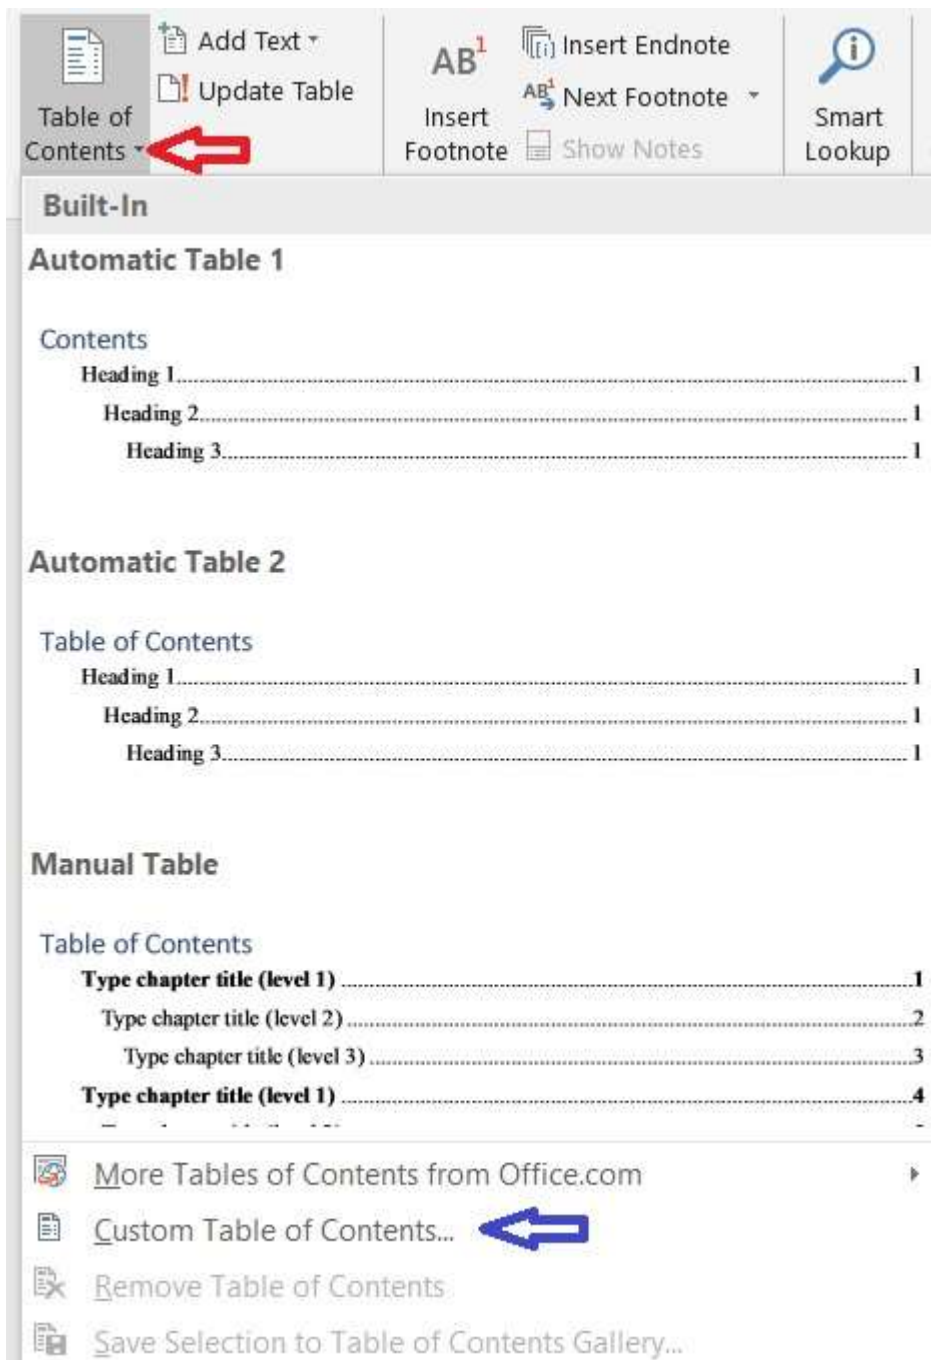 Add Text
Update Table
Table of
Contents
AB1
Insert
Footnote
[i] Insert Endnote
AB1 Next Footnote
Show Notes
i
Smart
Lookup
Built-In
Automatic Table 1
Contents
Heading 1........................................1
Heading 2........................................1
Heading 3........................................1
Automatic Table 2
Table of Contents
Heading 1........................................1
Heading 2........................................1
Heading 3........................................1
Manual Table
Table of Contents
Type chapter title (level 1)........................................1
Type chapter title (level 2)........................................2
Type chapter title (level 3)........................................3
Type chapter title (level 1)........................................4
More Tables of Contents from Office.com
Custom Table of Contents...
Remove Table of Contents
Save Selection to Table of Contents Gallery...